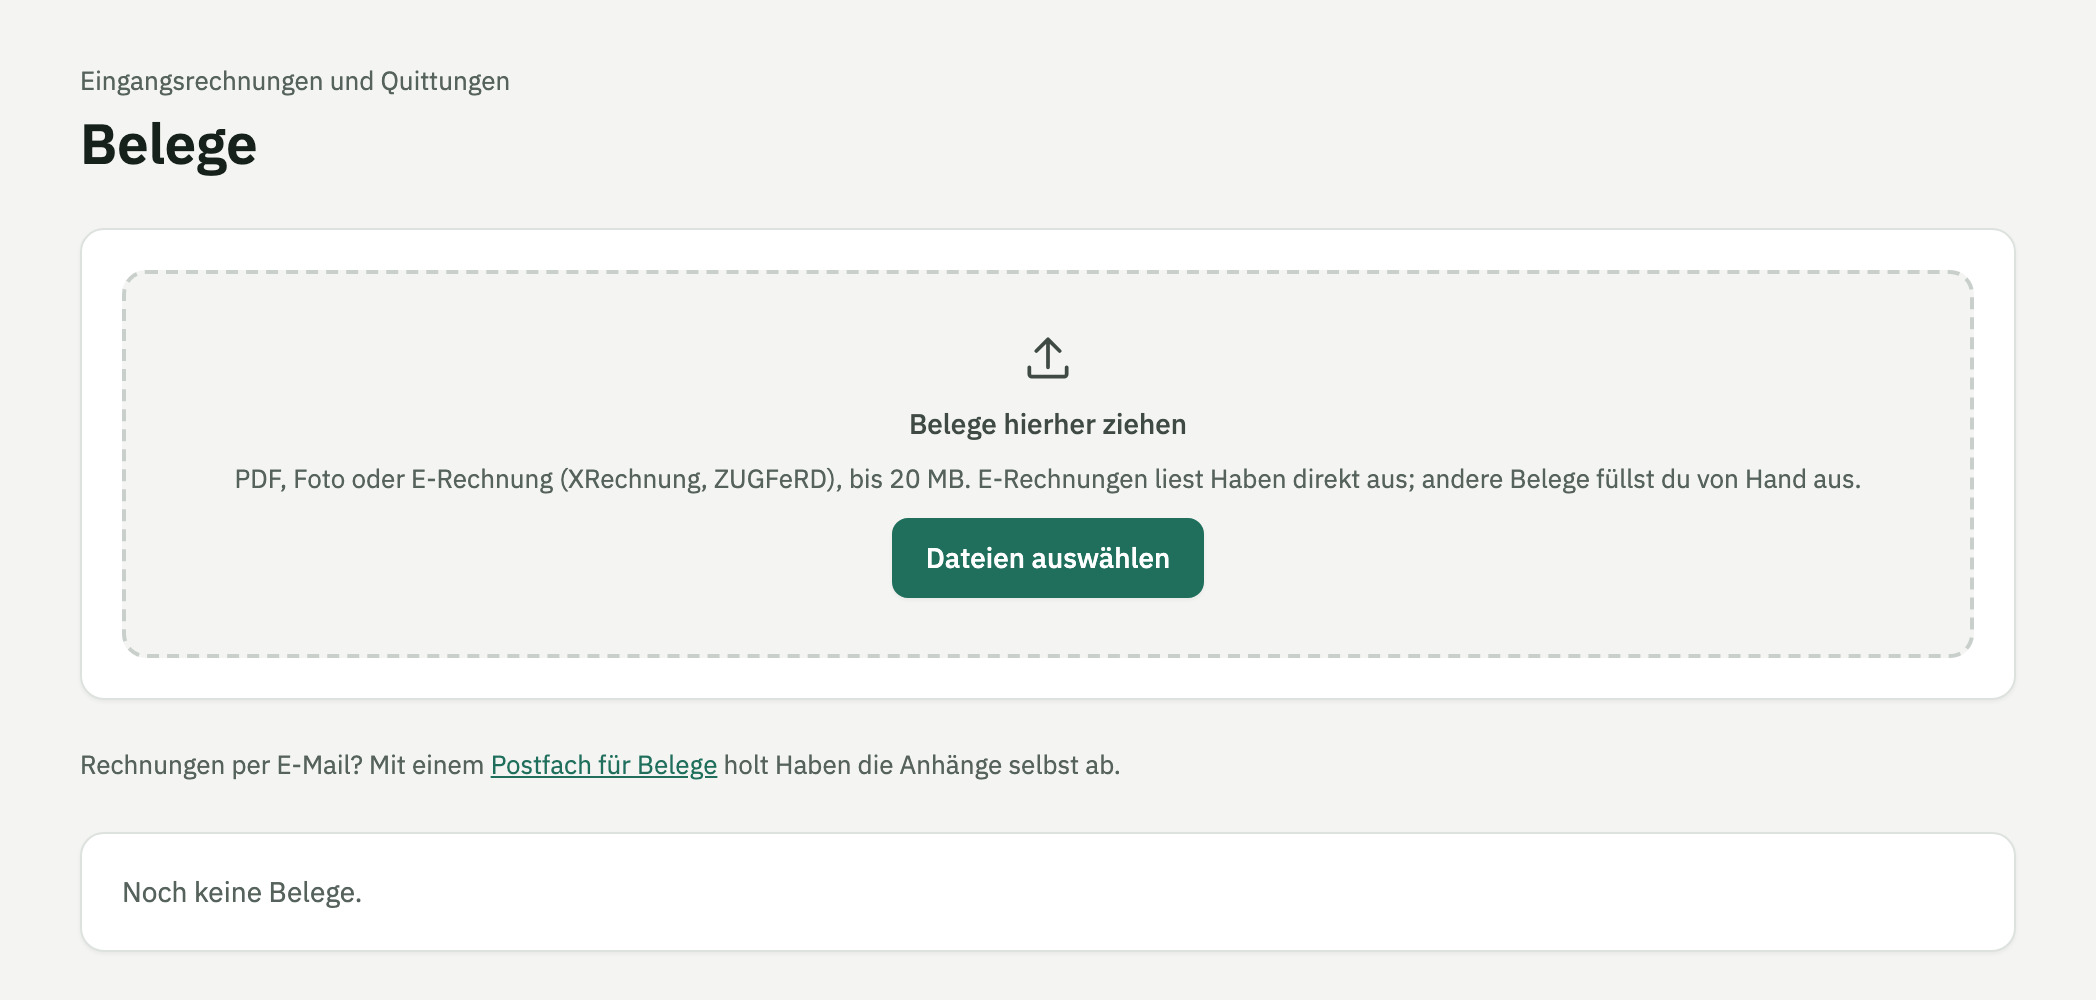 Eingangsrechnungen und Quittungen
Belege
Belege hierher ziehen
PDF, Foto oder E-Rechnung (XRechnung, ZUGFeRD), bis 20 MB. E-Rechnungen liest Haben direkt aus; andere Belege füllst du von Hand aus.
Dateien auswählen
Rechnungen per E-Mail? Mit einem Postfach für Belege holt Haben die Anhänge selbst ab.
Noch keine Belege.